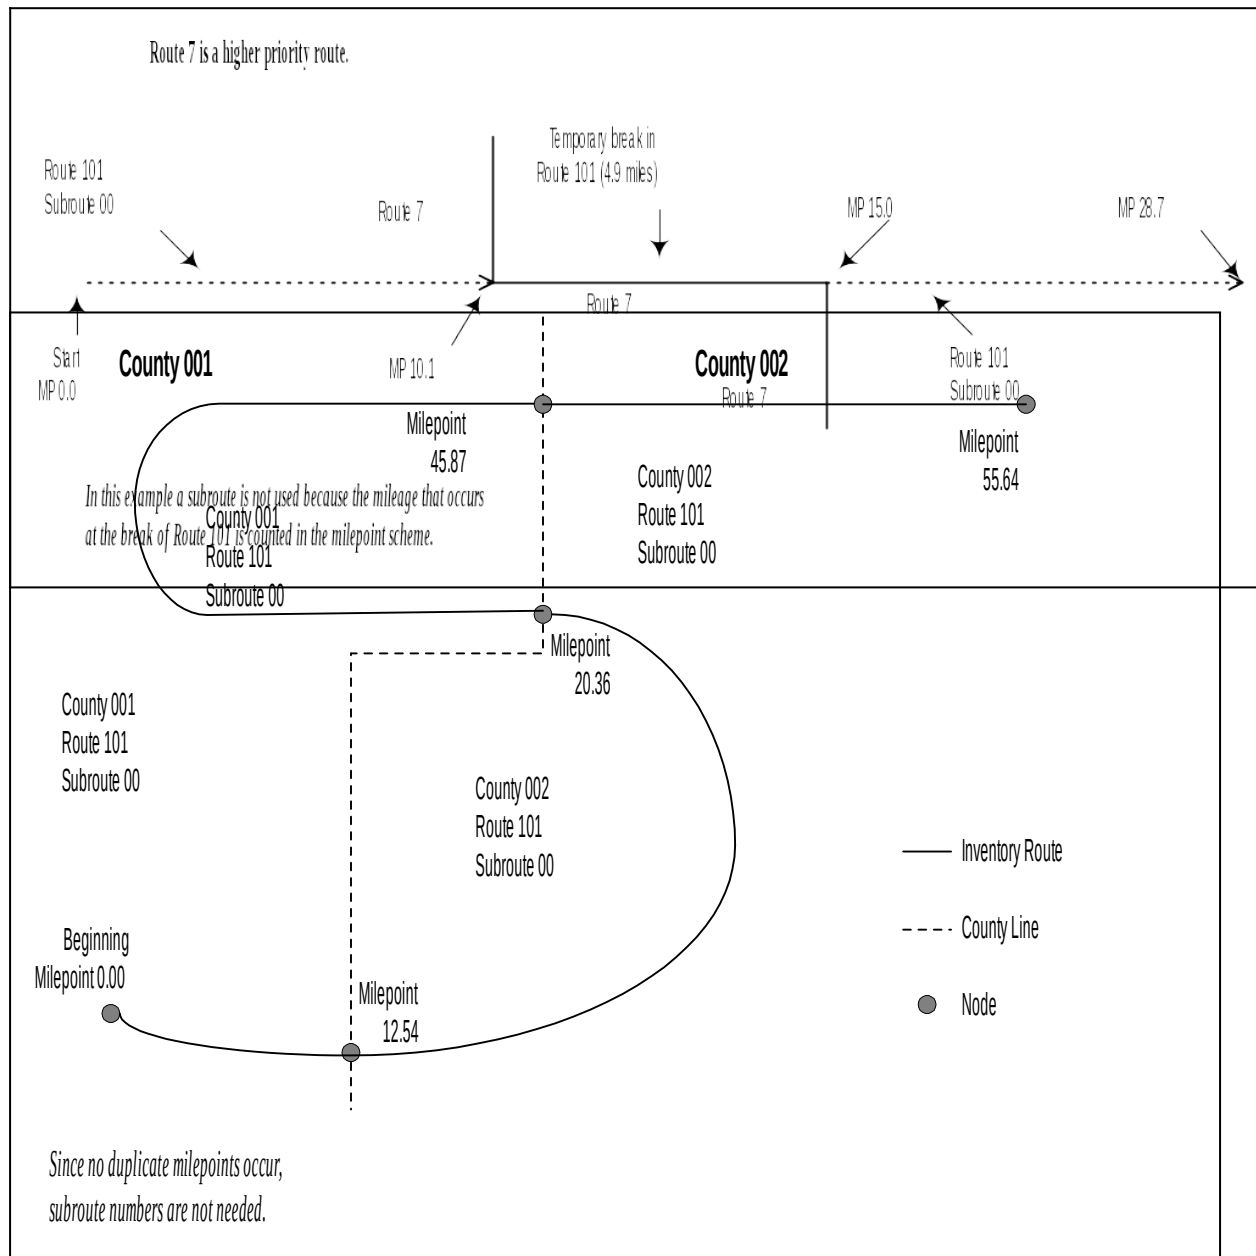 Route 7 is a higher priority route.
Temporary break in
Route 101 (4.9 miles)
Route 101
Subroute 00
Route 7
MP 15.0
MP 28.7
Route 7
Start
MP 0.0
County 001
MP 10.1
County 002
Route 7
Route 101
Subroute 00
Milepoint
45.87
Milepoint
55.64
In this example a subroute is not used because the mileage that occurs
at the break of Route 101 is counted in the milepoint scheme.
County 001
Route 101
Subroute 00
County 002
Route 101
Subroute 00
Milepoint
20.36
County 001
Route 101
Subroute 00
County 002
Route 101
Subroute 00
Inventory Route
County Line
Node
Beginning
Milepoint 0.00
Milepoint
12.54
Since no duplicate milepoints occur,
subroute numbers are not needed.